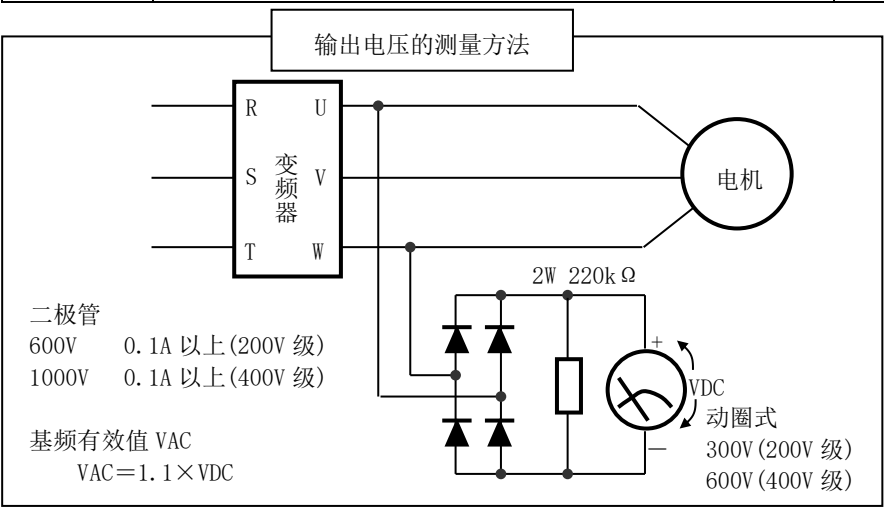 输出电压的测量方法
R
U
S
变频器
V
电机
T
W
2W 220kΩ
二极管
600V 0.1A 以上(200V 级)
1000V 0.1A 以上(400V 级)
+
VDC
动圈式
300V(200V 级)
600V(400V 级)
－
基频有效值 VAC
VAC＝1.1×VDC